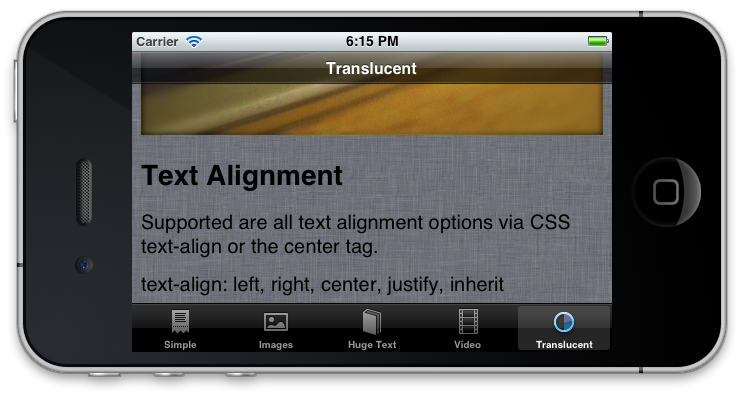 Carrier 6:15 PM
Translucent
Text Alignment
Supported are all text alignment options via CSS
text-align or the center tag.
text-align: left, right, center, justify, inherit
Simple Images Huge Text Video Translucent